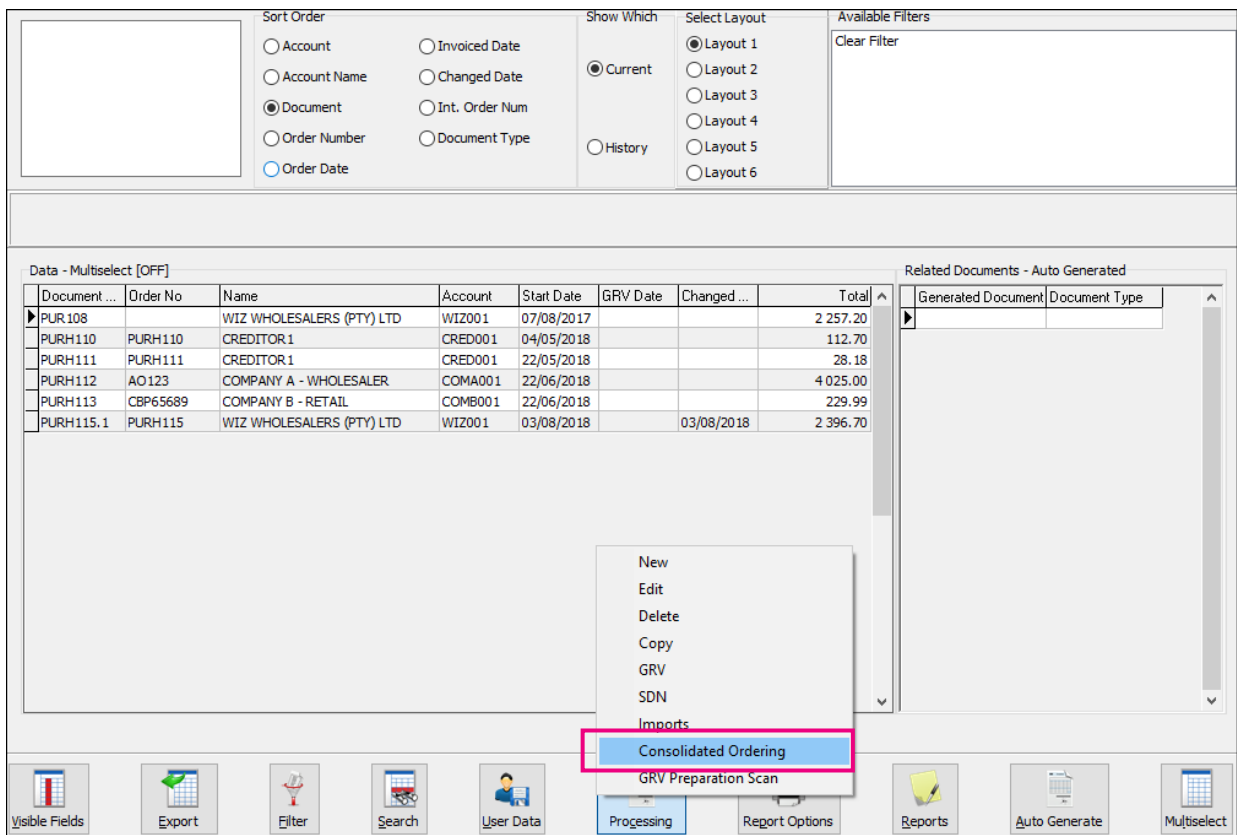 Sort Order
Show Which
Select Layout
Available Filters
Account
Invoiced Date
Layout 1
Clear Filter
Account Name
Changed Date
Current
Layout 2
Document
Int. Order Num
Layout 3
Order Number
Document Type
Layout 4
History
Layout 5
Order Date
Layout 6
Data - Multiselect [OFF]
Related Documents - Auto Generated
Document ... Order No Name Account Start Date GRV Date Changed ... Total
Generated Document Document Type
PUR108 WIZ WHOLESALERS (PTY) LTD WIZ001 07/08/2017 2 257.20
PURH110 PURH110 CREDITOR1 CRED001 04/05/2018 112.70
PURH111 PURH111 CREDITOR1 CRED001 22/05/2018 28.18
PURH112 AO123 COMPANY A - WHOLESALER COMA001 22/06/2018 4 025.00
PURH113 CBP65689 COMPANY B - RETAIL COMB001 22/06/2018 229.99
PURH115.1 PURH115 WIZ WHOLESALERS (PTY) LTD WIZ001 03/08/2018 03/08/2018 2 396.70
New
Edit
Delete
Copy
GRV
SDN
Imports
Consolidated Ordering
GRV Preparation Scan
Visible Fields Export Filter Search User Data Processing Report Options Reports Auto Generate Multiselect